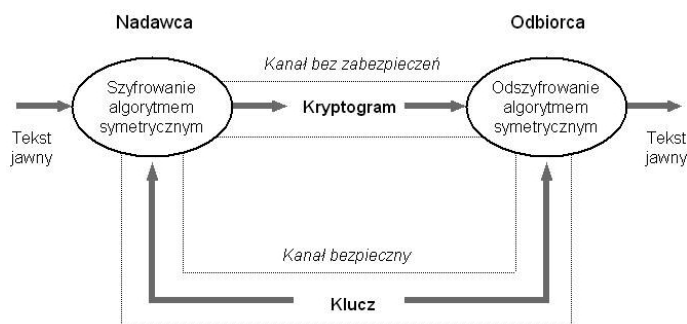 Nadawca
Odbiorca
Kanał bez zabezpieczeń
Szyfrowanie
algorytmem
symetrycznym
Kryptogram
Odszyfrowanie
algorytmem
symetrycznym
Tekst
jawny
Tekst
jawny
Kanał bezpieczny
Klucz